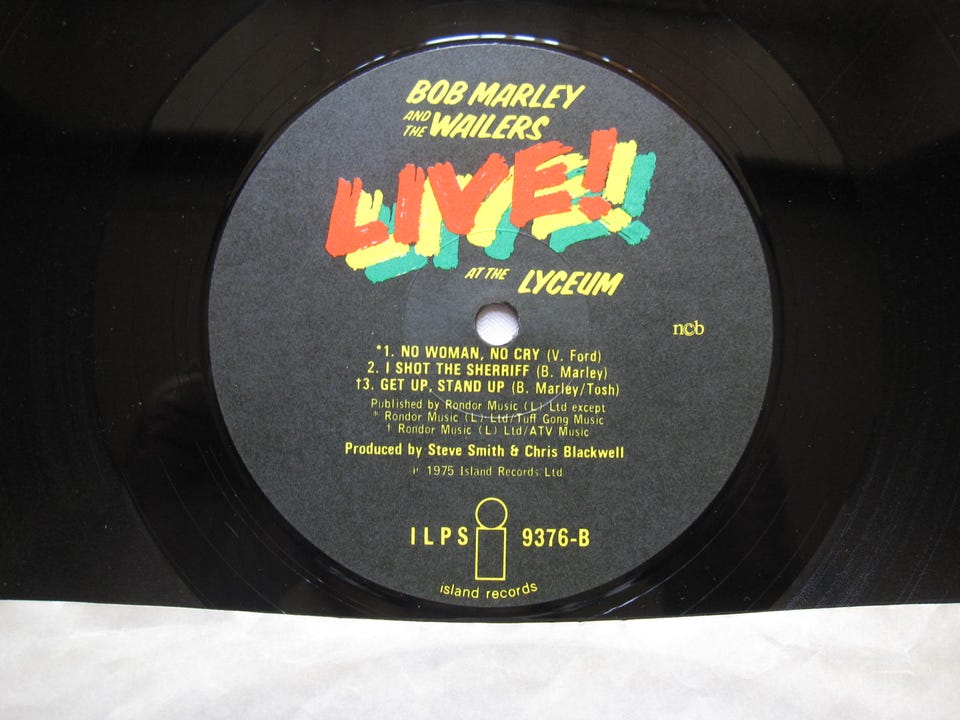 BOB MARLEY
AND THE WAILERS
LIVE!
AT THE LYCEUM
ncb
*1. NO WOMAN, NO CRY (V. Ford)
2. I SHOT THE SHERRIFF (B. Marley)
†3. GET UP, STAND UP (B. Marley/Tosh)
Published by Rondor Music (L) Ltd except
* Rondor Music (L) Ltd/Tuff Gong Music
† Rondor Music (L) Ltd/ATV Music
Produced by Steve Smith & Chris Blackwell
℗ 1975 Island Records Ltd
ILPS 9376-B
island records